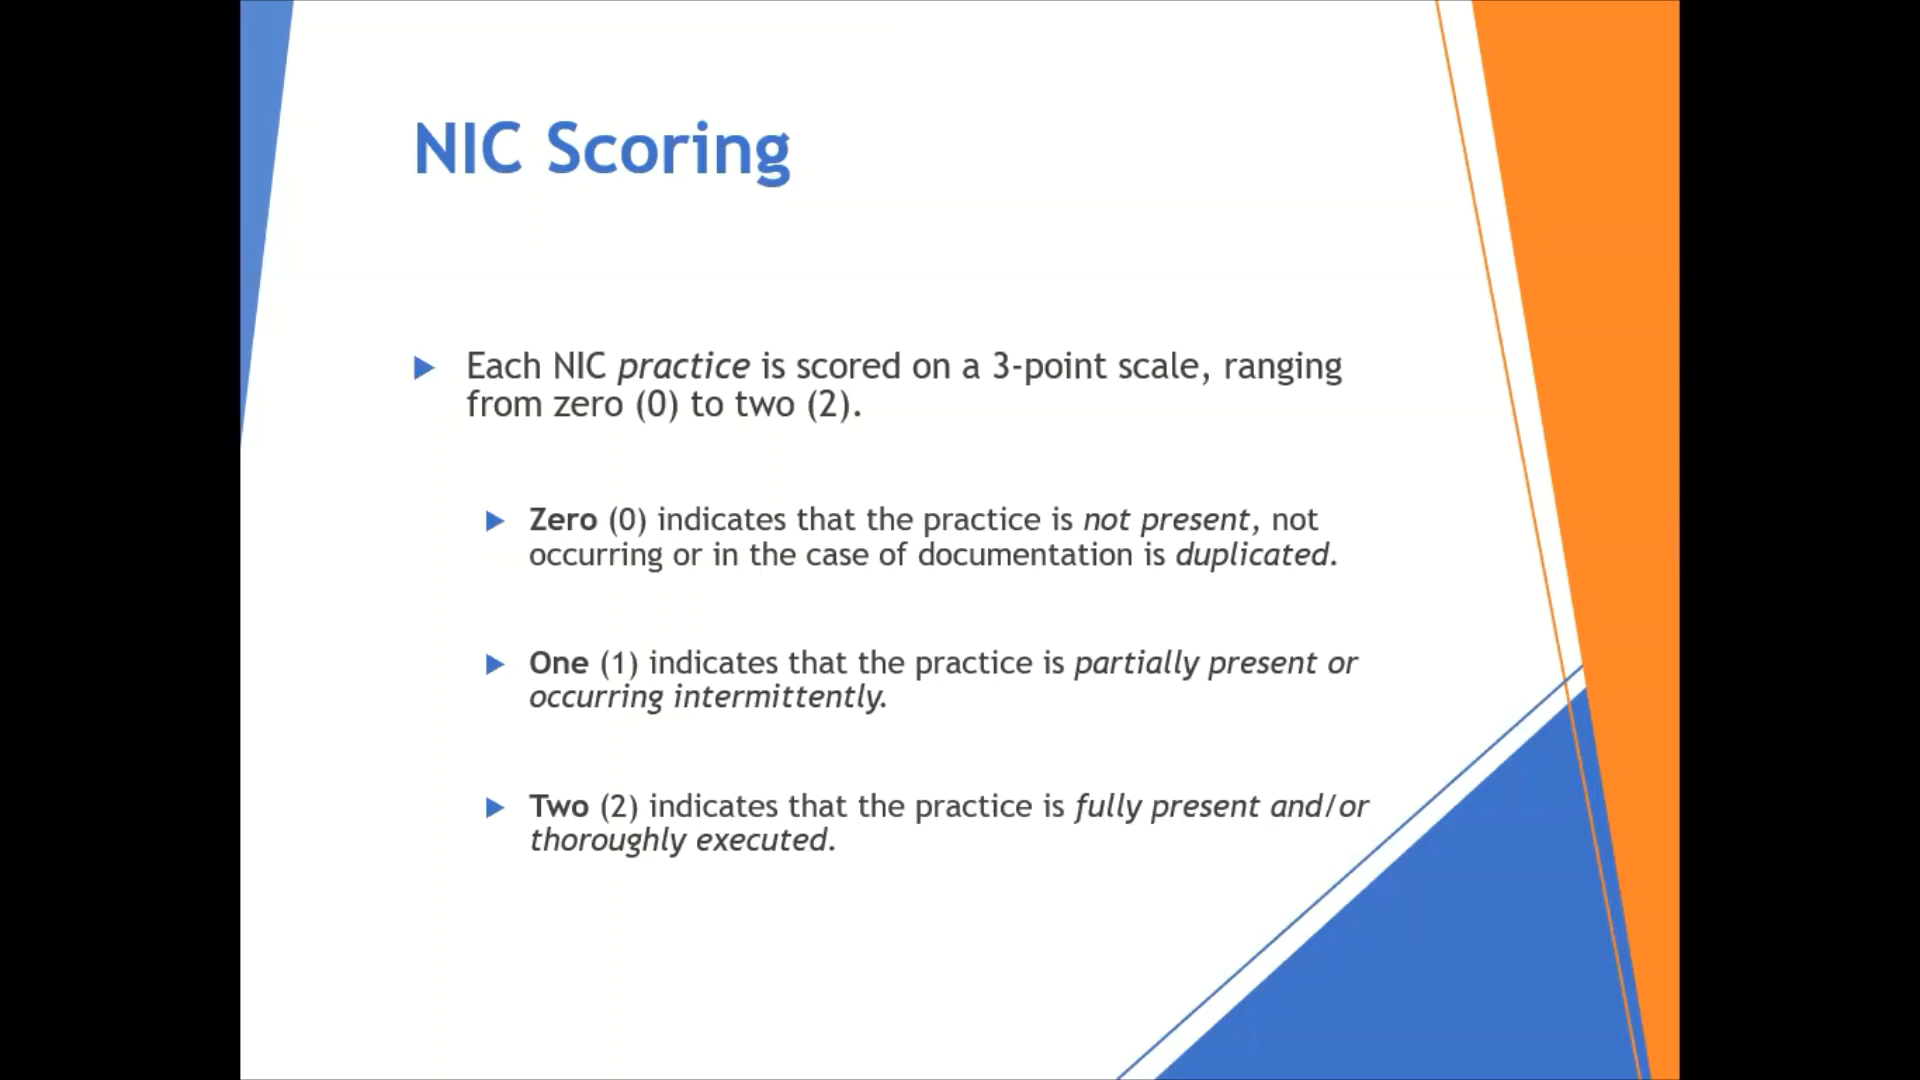 NIC Scoring
Each NIC practice is scored on a 3-point scale, ranging
from zero (0) to two (2).
Zero (0) indicates that the practice is not present, not
occurring or in the case of documentation is duplicated.
One (1) indicates that the practice is partially present or
occurring intermittently.
Two (2) indicates that the practice is fully present and/or
thoroughly executed.